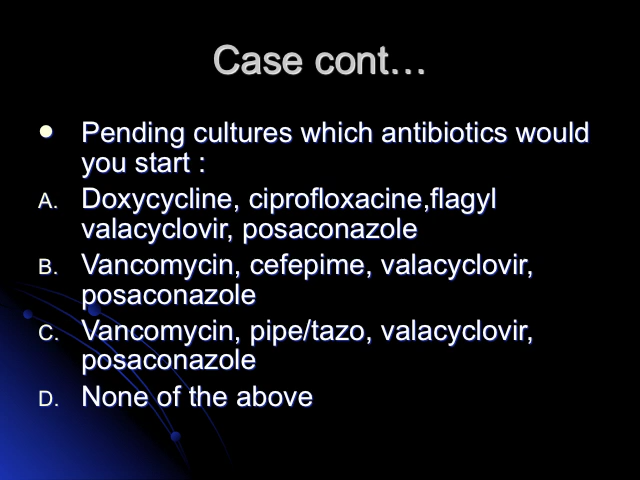 Case cont…
• Pending cultures which antibiotics would
you start :
A. Doxycycline, ciprofloxacine,flagyl
valacyclovir, posaconazole
B. Vancomycin, cefepime, valacyclovir,
posaconazole
C. Vancomycin, pipe/tazo, valacyclovir,
posaconazole
D. None of the above